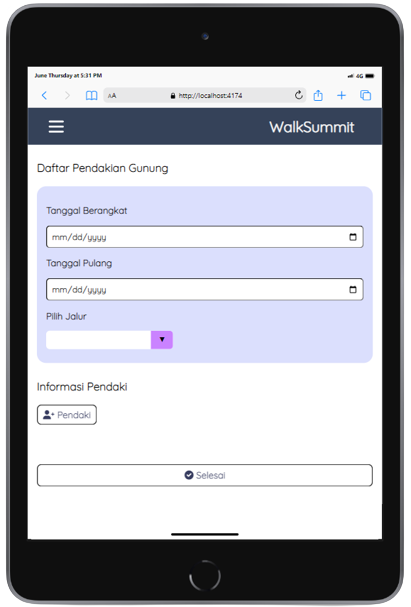 June Thursday at 5:31 PM
4G
AA
http://localhost:4174
WalkSummit
Daftar Pendakian Gunung
Tanggal Berangkat
mm/dd/yyyy
Tanggal Pulang
mm/dd/yyyy
Pilih Jalur
Informasi Pendaki
Pendaki
Selesai